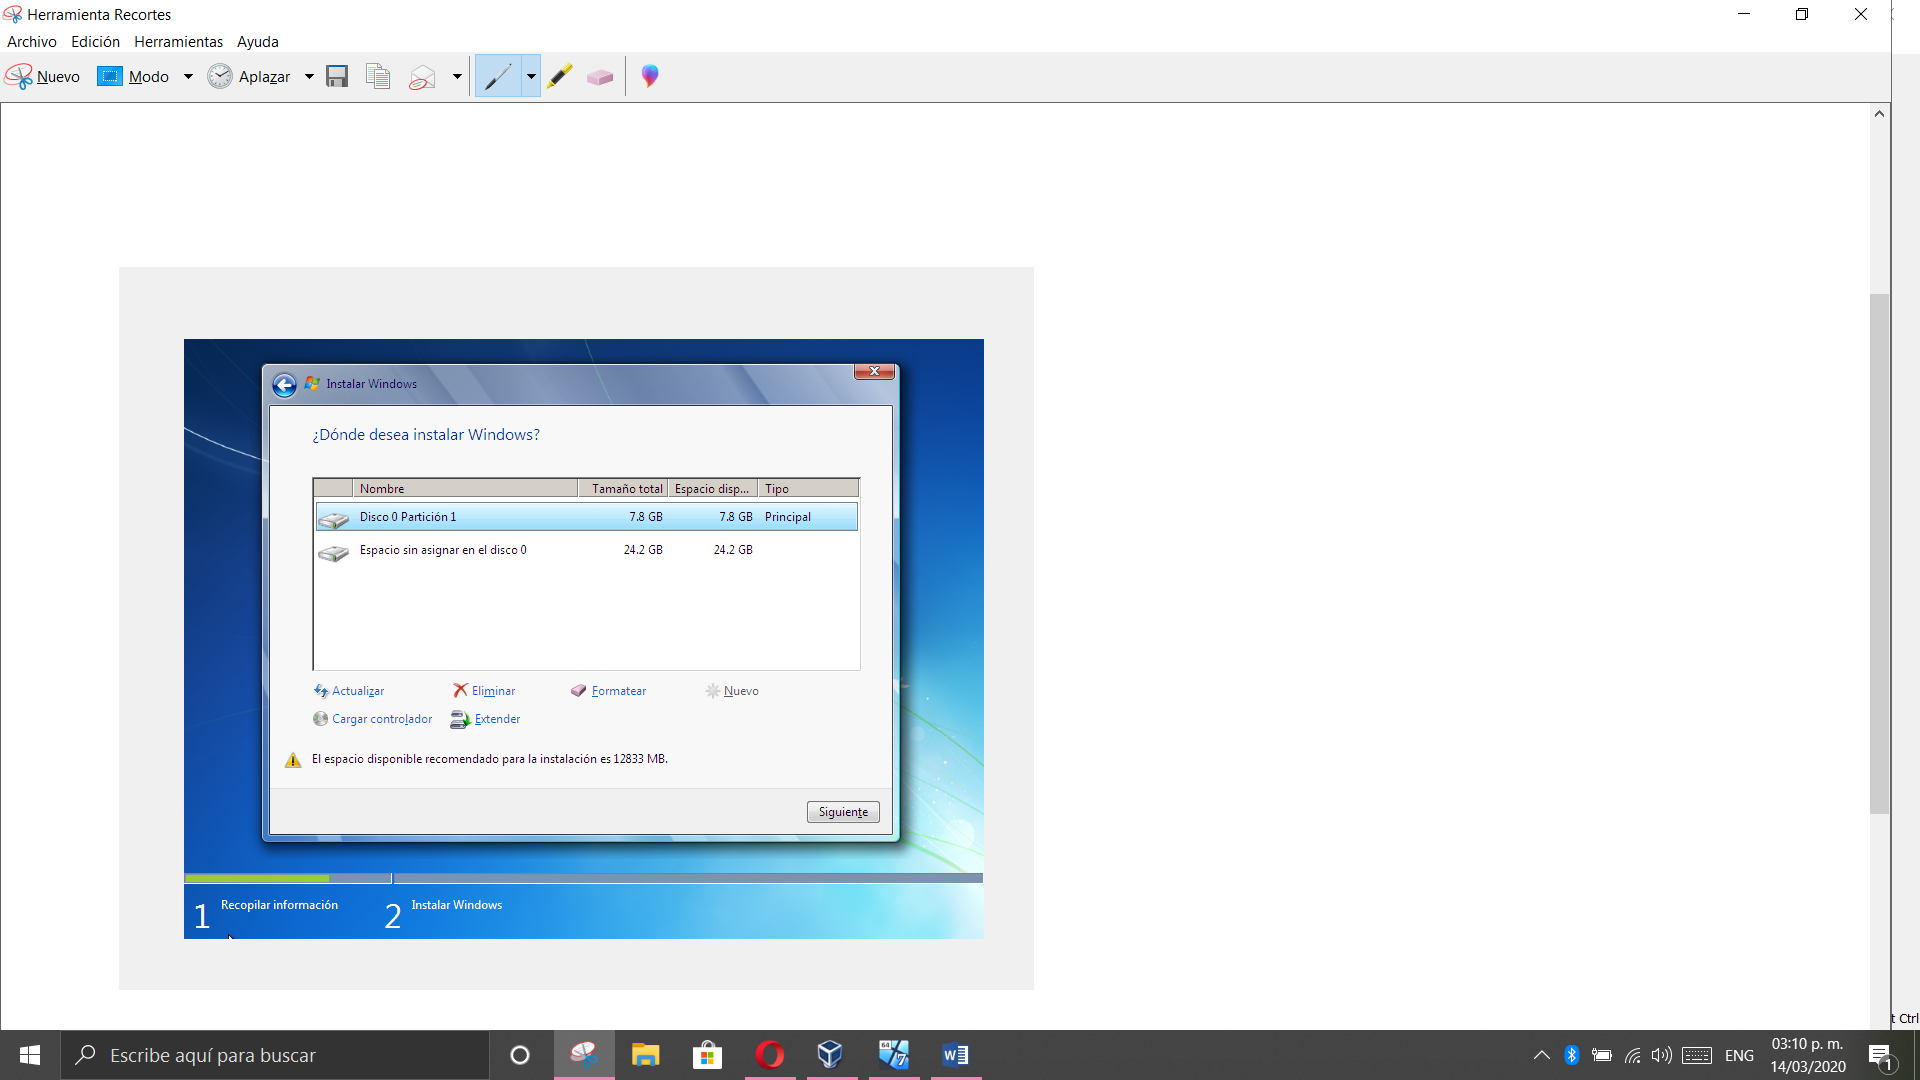 Herramienta Recortes
Archivo Edición Herramientas Ayuda
Nuevo Modo Aplazar
Instalar Windows
¿Dónde desea instalar Windows?
Nombre Tamaño total Espacio disp... Tipo
Disco 0 Partición 1 7.8 GB 7.8 GB Principal
Espacio sin asignar en el disco 0 24.2 GB 24.2 GB
Actualizar Eliminar Formatear Nuevo
Cargar controlador Extender
El espacio disponible recomendado para la instalación es 12833 MB.
Siguiente
1 Recopilar información 2 Instalar Windows
t Ctrl
Escribe aquí para buscar
64 7
W
ENG
03:10 p. m.
14/03/2020
1